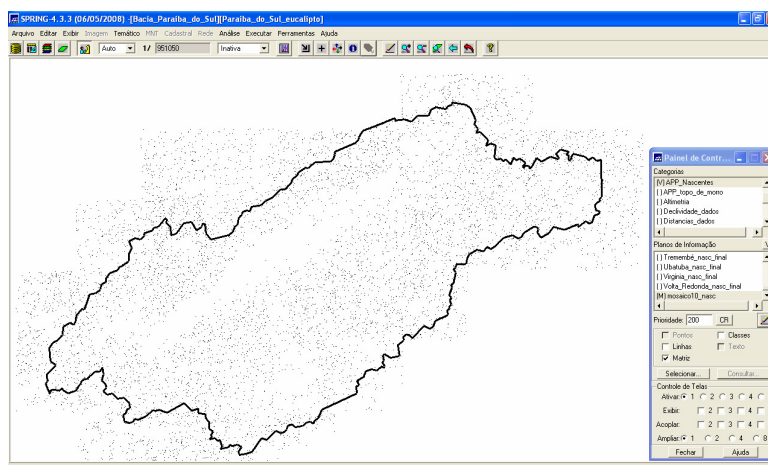 SPRING-4.3.3 (06/05/2008) -[Bacia_Paraiba_do_Sul][Paraiba_do_Sul_eucalipto]
Arquivo Editar Exibir Imagem Temático MNT Cadastral Rede Análise Executar Ferramentas Ajuda
Auto 1/ 951050 Inativa
Painel de Contr...
Categorias
(V) APP_Nascentes
( ) APP_topo_de_morro
( ) Altimetria
( ) Declividade_dados
( ) Distancias_dados
Planos de Informação
( ) Tremembé_nasc_final
( ) Ubatuba_nasc_final
( ) Virginia_nasc_final
( ) Volta_Redonda_nasc_final
(M) mosaico10_nasc
Prioridade: 200 CR
Pontos Classes
Linhas Texto
Matriz
Selecionar... Consultar...
Controle de Telas
Ativar: 1 2 3 4
Exibir: 2 3 4
Acoplar: 2 3 4
Ampliar: 1 2 4 8
Fechar Ajuda